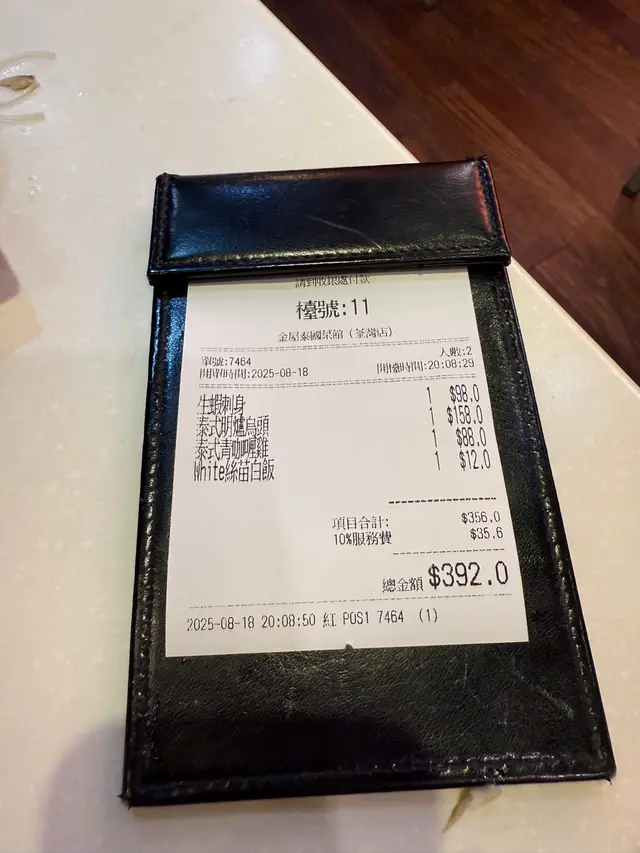 請到收銀處付款
檯號:11
金屋泰國菜館 (荃灣店)
單號:7464 人數:2
開單時間:2025-08-18 開檯時間:20:08:29
生蝦刺身 1 $98.0
泰式明爐烏頭 1 $158.0
泰式青咖喱雞 1 $88.0
White絲苗白飯 1 $12.0
項目合計: $356.0
10%服務費 $35.6
總金額 $392.0
2025-08-18 20:08:50 紅 POS1 7464 (1)